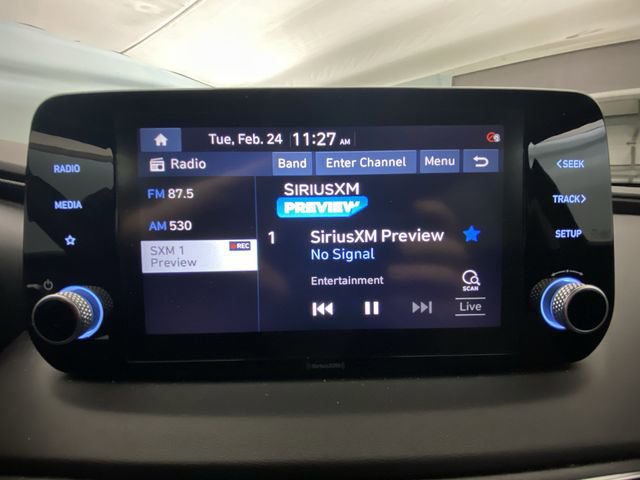 Tue, Feb. 24 11:27 AM
Radio Band Enter Channel Menu
FM 87.5
AM 530
SXM 1 REC
Preview
SIRIUSXM
PREVIEW
1 SiriusXM Preview
No Signal
Entertainment
SCAN
Live
RADIO
MEDIA
<SEEK
TRACK>
SETUP
SiriusXM